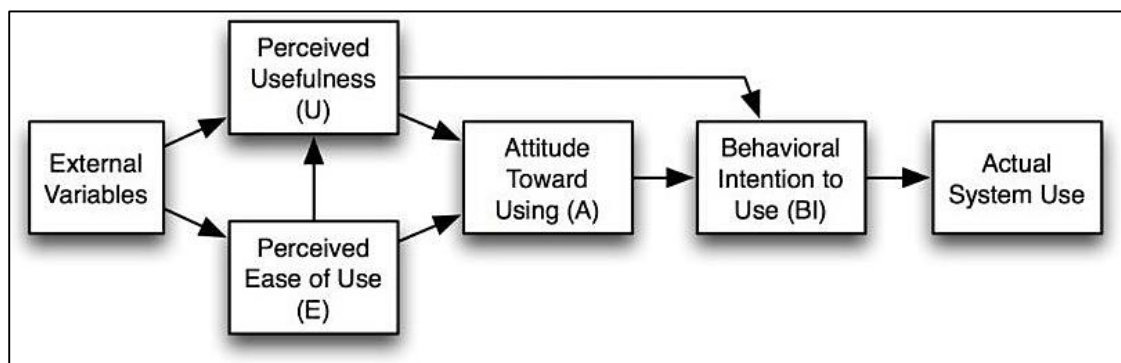 External
Variables
Perceived
Usefulness
(U)
Perceived
Ease of Use
(E)
Attitude
Toward
Using (A)
Behavioral
Intention to
Use (BI)
Actual
System Use